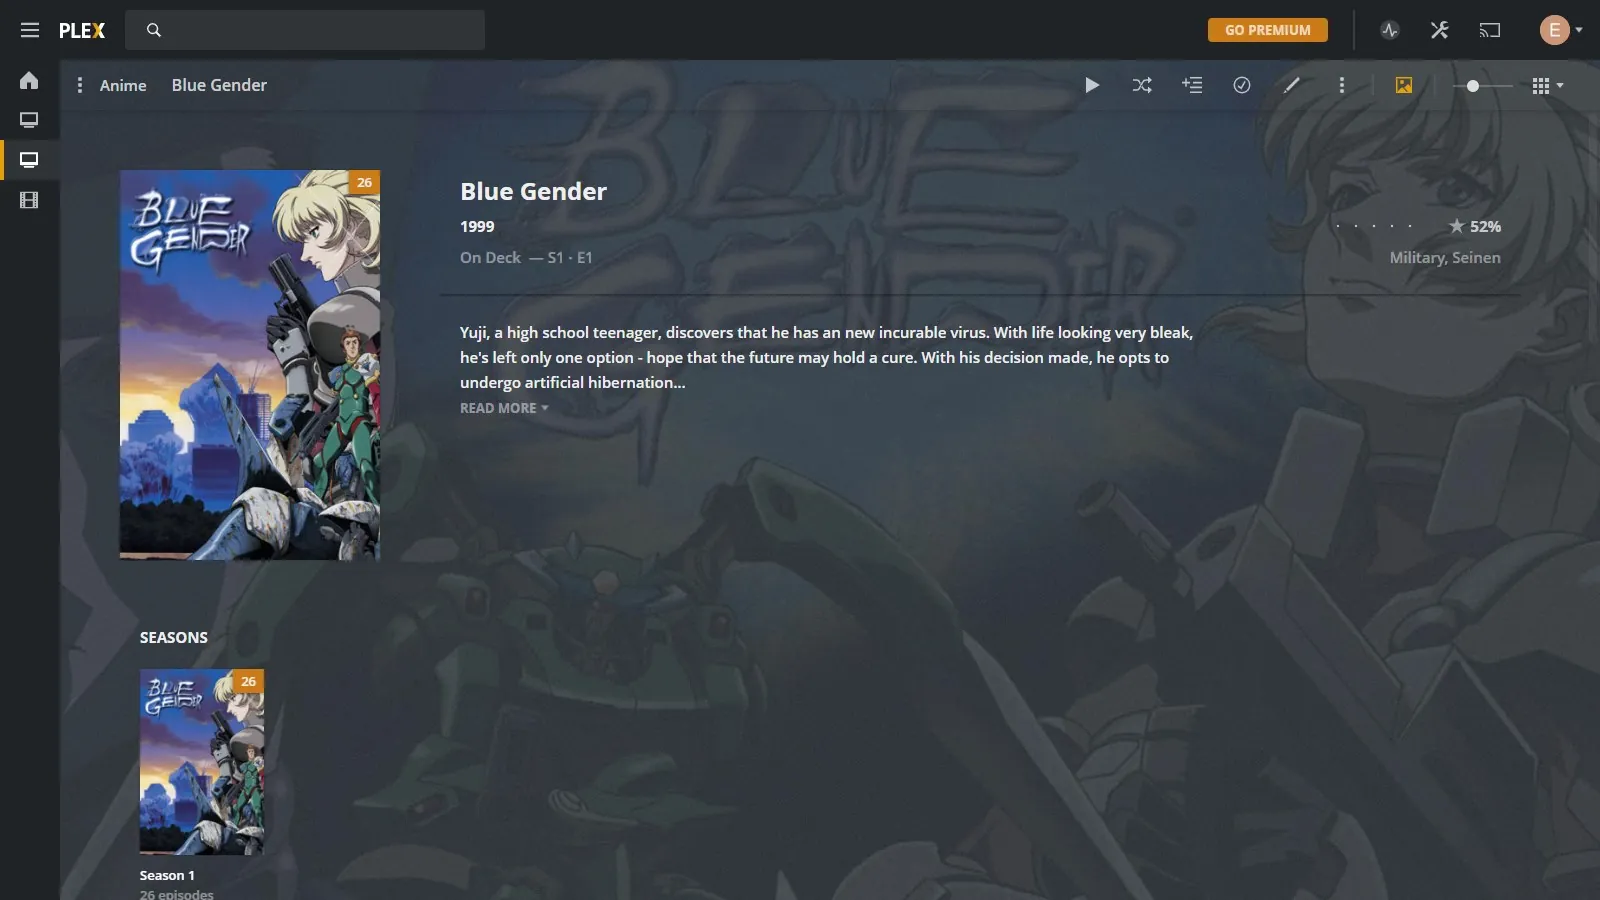 PLEX
GO PREMIUM
E
Anime Blue Gender
BLUE GENDER
26
BLUE
GENDER
Blue Gender
1999
52%
On Deck — S1 · E1
Military, Seinen
Yuji, a high school teenager, discovers that he has an new incurable virus. With life looking very bleak,
he's left only one option - hope that the future may hold a cure. With his decision made, he opts to
undergo artificial hibernation...
READ MORE
SEASONS
26
BLUE
GENDER
Season 1
26 episodes